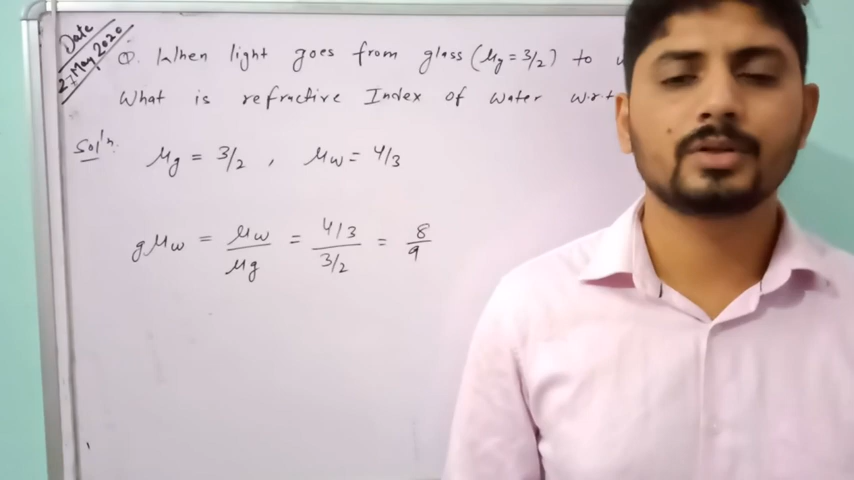 Date
27 May 2020
Q. When light goes from glass (μg = 3/2) to
What is refractive Index of water w.r.t
Sol'n:
μg = 3/2 , μw = 4/3
gμw = μw/μg = 4/3/3/2 = 8/9